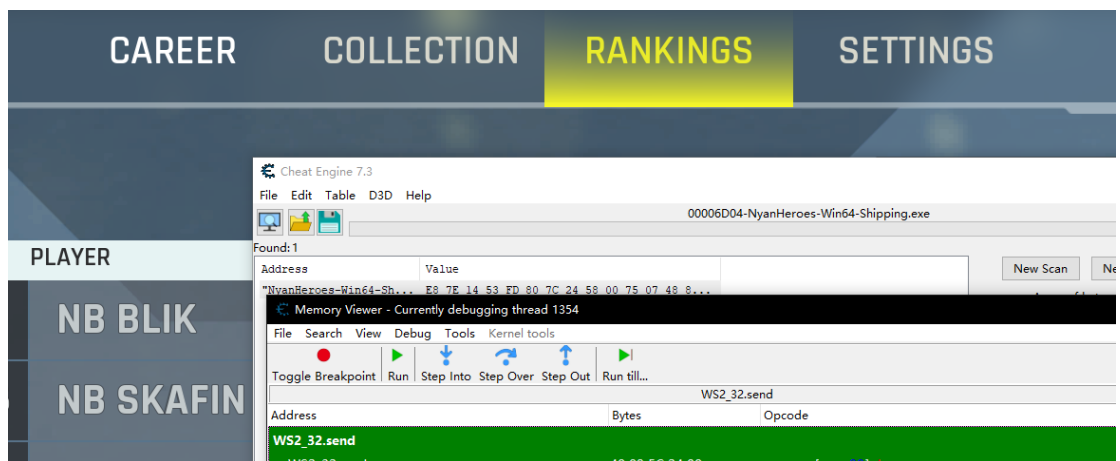 CAREER COLLECTION RANKINGS SETTINGS
Cheat Engine 7.3
File Edit Table D3D Help
00006D04-NyanHeroes-Win64-Shipping.exe
Found: 1
PLAYER
Address Value
New Scan Ne
"NyanHeroes-Win64-Sh... E8 7E 14 53 FD 80 7C 24 58 00 75 07 48 8...
NB BLIK
Memory Viewer - Currently debugging thread 1354
File Search View Debug Tools Kernel tools
Toggle Breakpoint Run Step Into Step Over Step Out Run till...
WS2_32.send
NB SKAFIN
Address Bytes Opcode
WS2_32.send